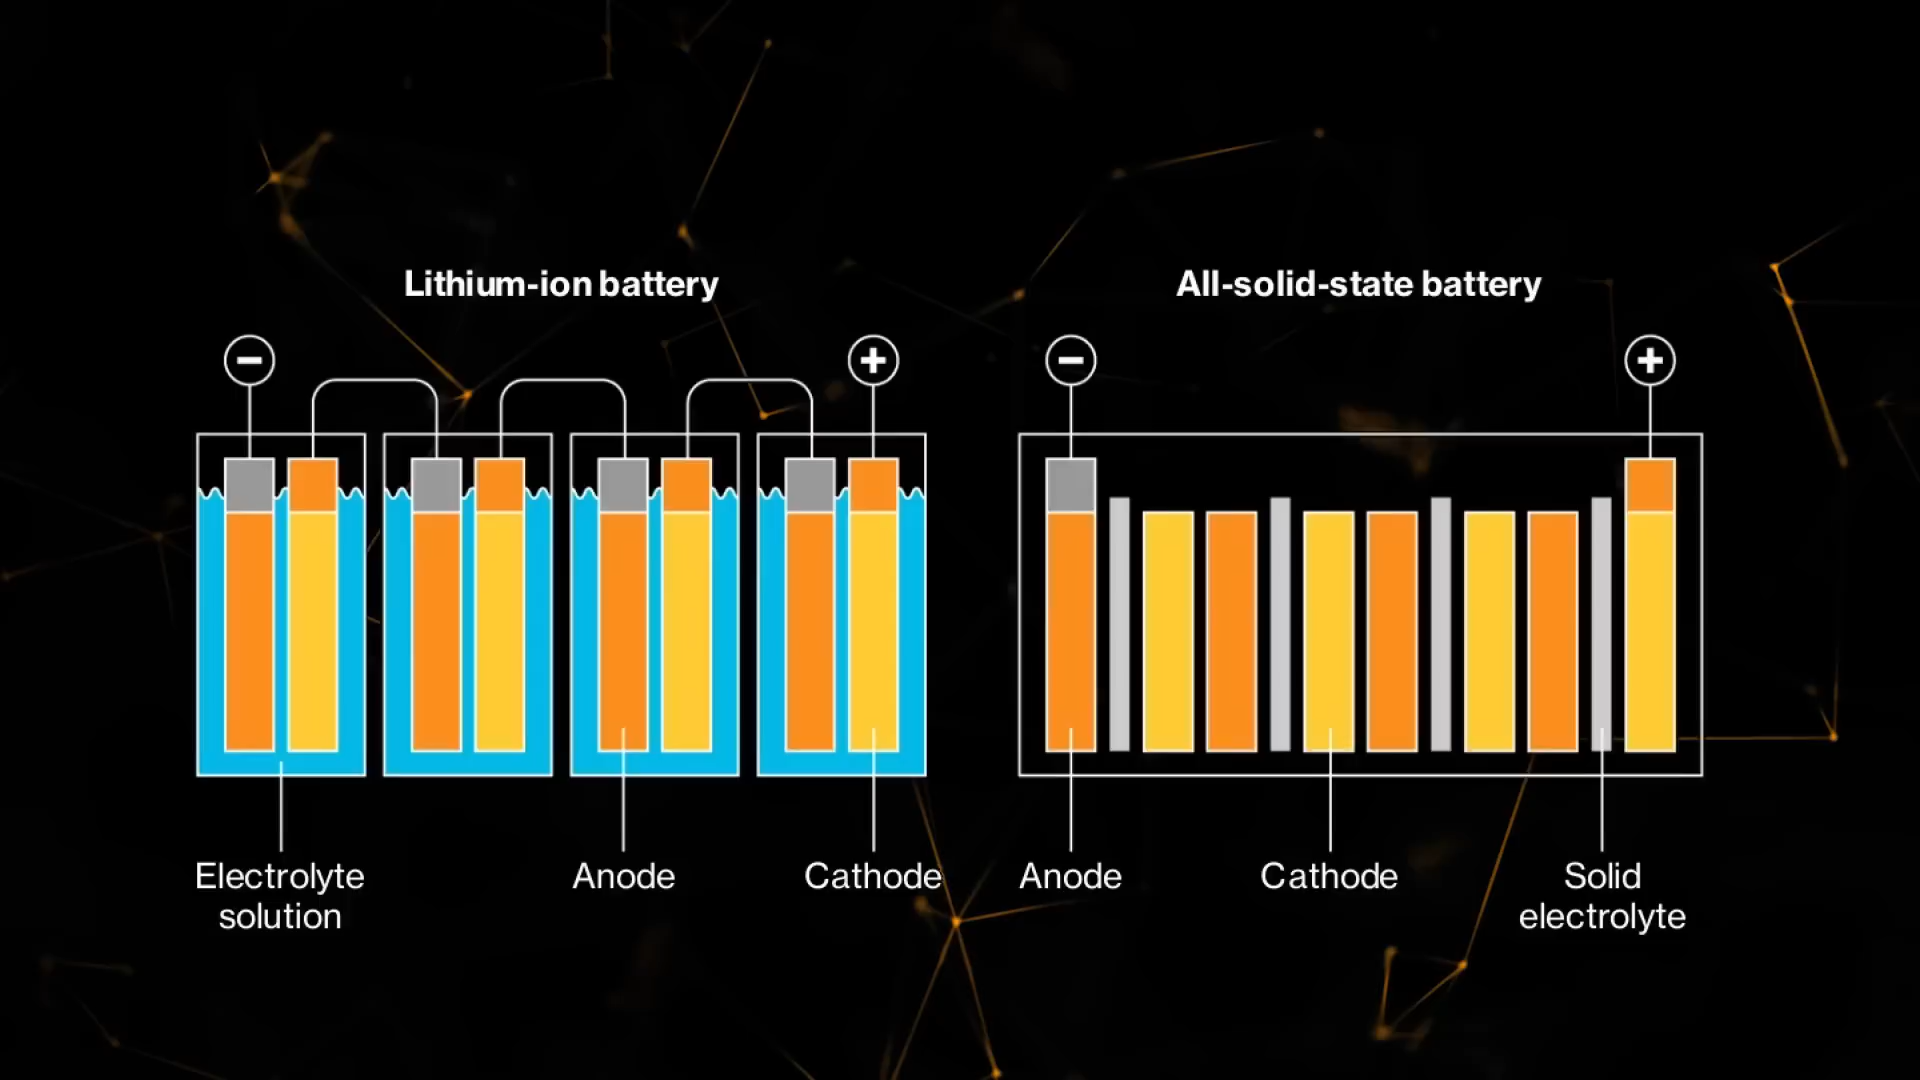 Lithium-ion battery
All-solid-state battery
−
+
−
+
Electrolyte
solution
Anode
Cathode
Anode
Cathode
Solid
electrolyte